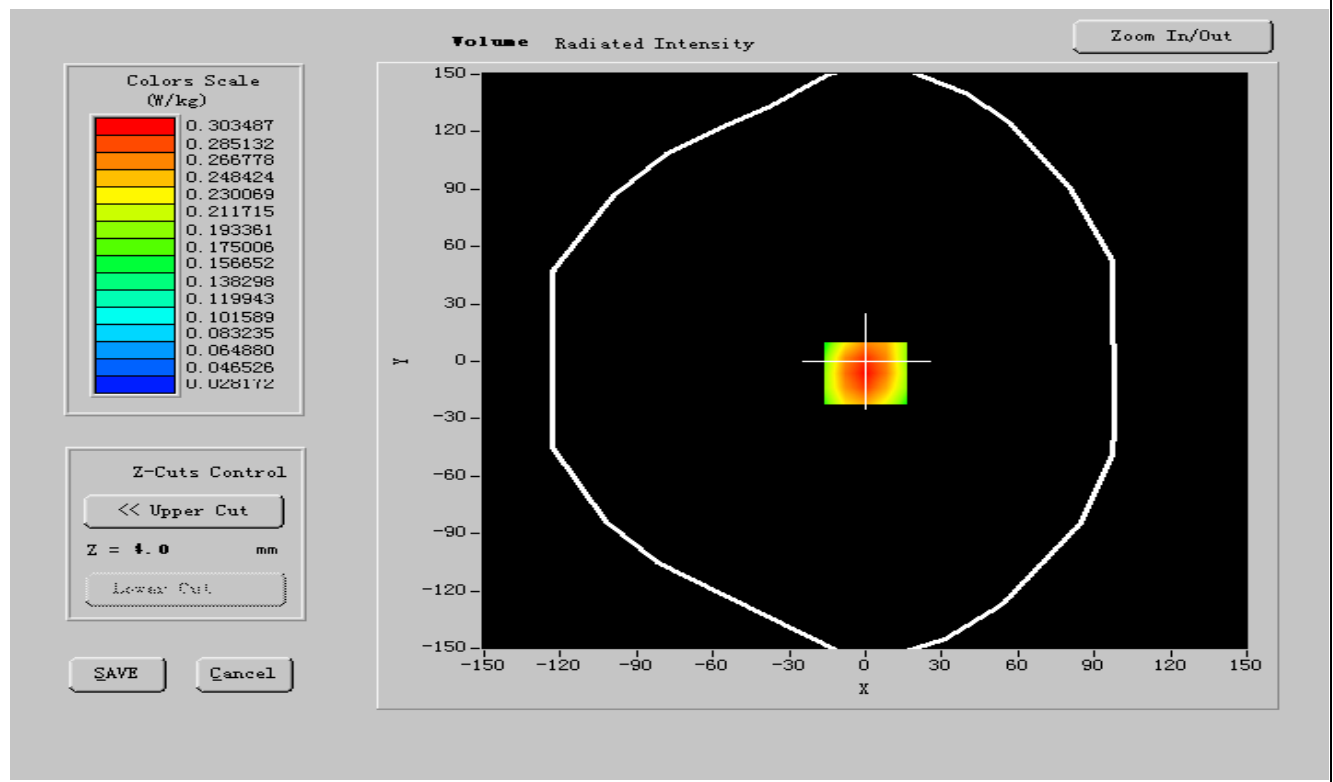 Volume Radiated Intensity
Zoom In/Out
Colors Scale
(W/kg)
0.303487
0.285132
0.266778
0.248424
0.230069
0.211715
0.193361
0.175006
0.156652
0.138298
0.119943
0.101589
0.083235
0.064880
0.046526
0.028172
Z-Cuts Control
<< Upper Cut
Z = 4.0 mm
Lower Cut
SAVE
Cancel
150
120
90
60
30
0
-30
-60
-90
-120
-150
Y
-150 -120 -90 -60 -30 0 30 60 90 120 150
X